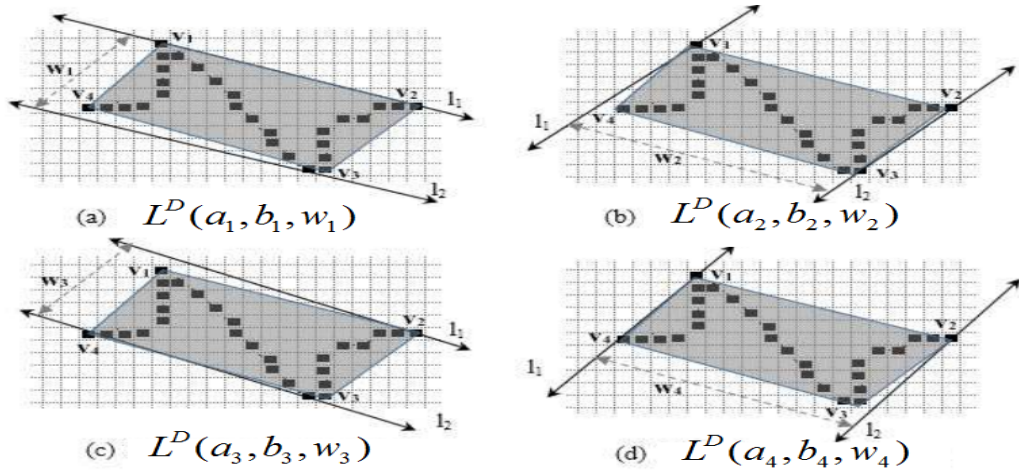 v₁
w₁
v₄
v₂
l₁
v₃
l₂
(a) L^D(a₁, b₁, w₁)
v₁
v₂
v₄
l₁
w₂
v₃
l₂
(b) L^D(a₂, b₂, w₂)
v₁
w₃
v₂
v₄
l₁
v₃
l₂
(c) L^D(a₃, b₃, w₃)
v₁
v₂
v₄
l₁
w₄
v₃
l₂
(d) L^D(a₄, b₄, w₄)